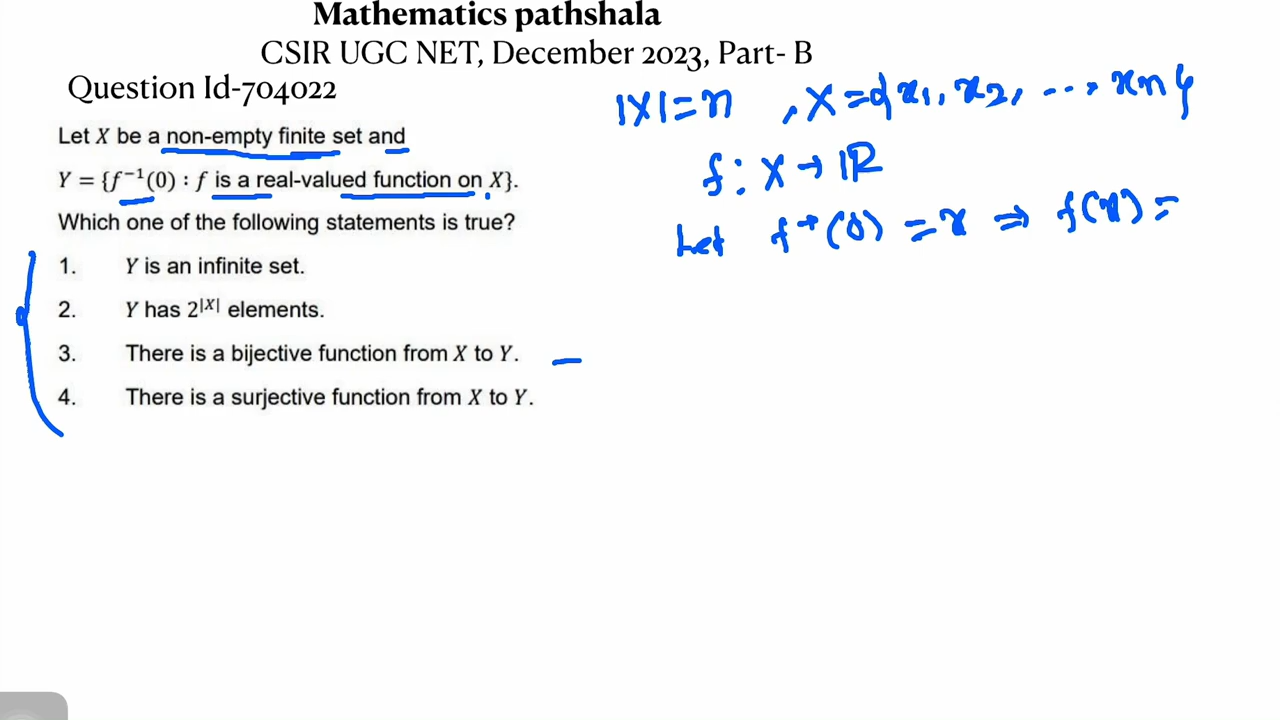 Mathematics pathshala
CSIR UGC NET, December 2023, Part- B
Question Id-704022
Let X be a non-empty finite set and
Y = {f⁻¹(0) : f is a real-valued function on X}.
Which one of the following statements is true?
1. Y is an infinite set.
2. Y has 2^|X| elements.
3. There is a bijective function from X to Y.
4. There is a surjective function from X to Y.
|X| = n , X = {x₁, x₂, ..., xn}
f : X → ℝ
Let f⁻¹(0) = x ⇒ f(x) =